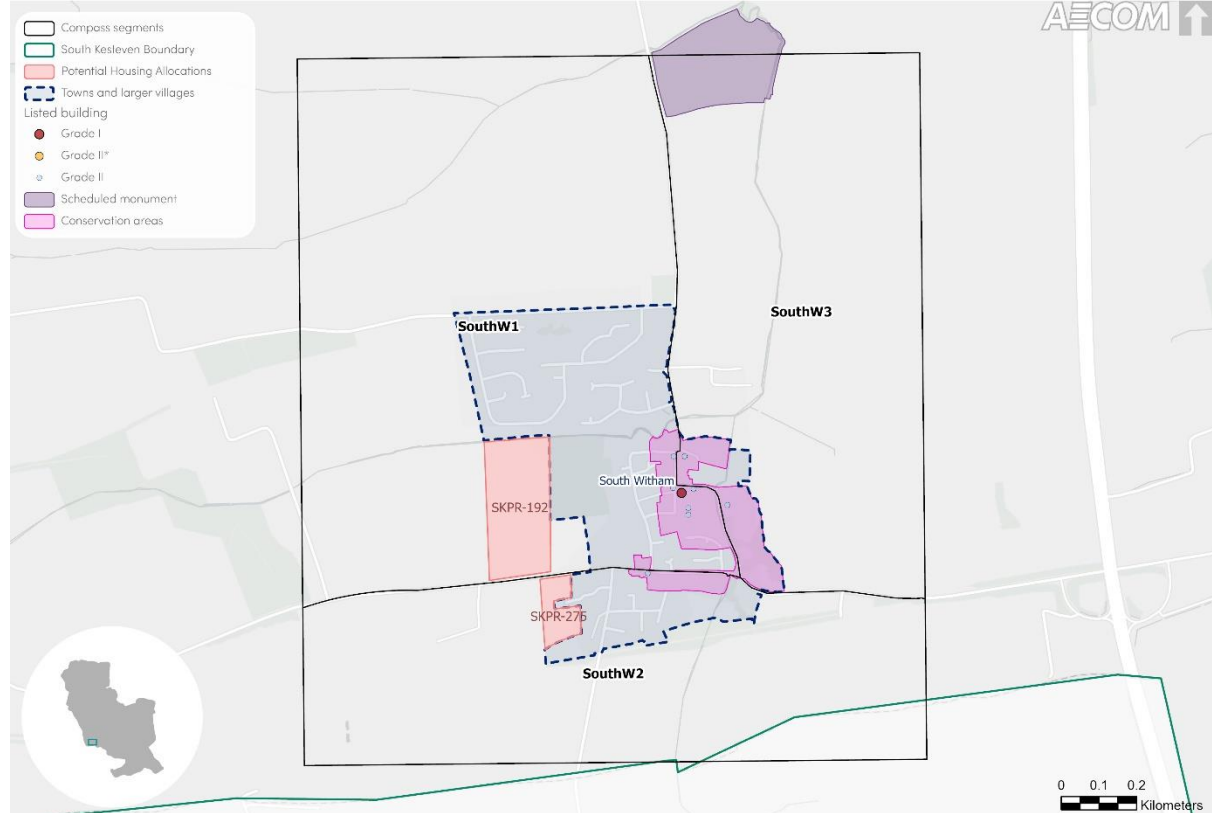 Compass segments
South Kesteven Boundary
Potential Housing Allocations
Towns and larger villages
Listed building
Grade I
Grade II*
Grade II
Scheduled monument
Conservation areas
AECOM
SouthW1
SouthW3
South Witham
SKPR-192
SKPR-276
SouthW2
0 0.1 0.2
Kilometers